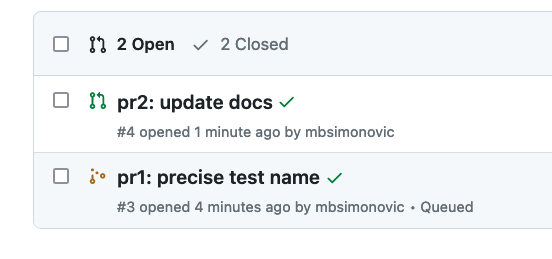 2 Open 2 Closed
pr2: update docs
#4 opened 1 minute ago by mbsimonovic
pr1: precise test name
#3 opened 4 minutes ago by mbsimonovic • Queued